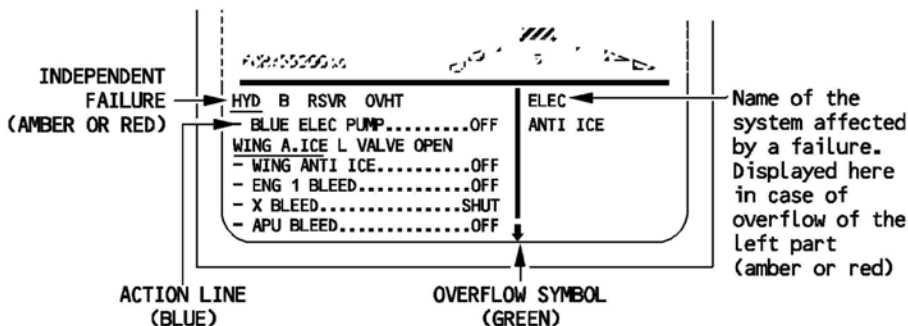 INDEPENDENT
FAILURE
(AMBER OR RED)
HYD B RSVR OVHT
BLUE ELEC PUMP.........OFF
WING A.ICE L VALVE OPEN
- WING ANTI ICE...........OFF
- ENG 1 BLEED............OFF
- X BLEED...............SHUT
- APU BLEED..............OFF
ELEC
ANTI ICE
Name of the
system affected
by a failure.
Displayed here
in case of
overflow of the
left part
(amber or red)
ACTION LINE
(BLUE)
OVERFLOW SYMBOL
(GREEN)